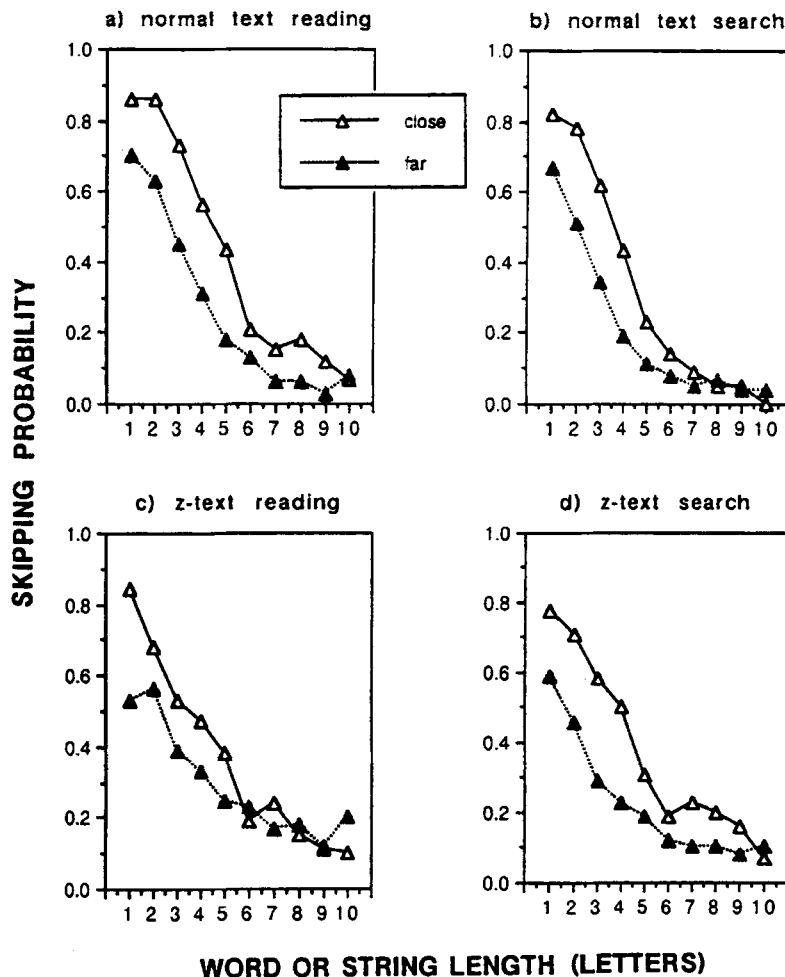 a) normal text reading
b) normal text search
1.0
0.8
0.6
0.4
0.2
0.0
1 2 3 4 5 6 7 8 9 10
close
far
1.0
0.8
0.6
0.4
0.2
0.0
1 2 3 4 5 6 7 8 9 10
SKIPPING PROBABILITY
c) z-text reading
d) z-text search
1.0
0.8
0.6
0.4
0.2
0.0
1 2 3 4 5 6 7 8 9 10
1.0
0.8
0.6
0.4
0.2
0.0
1 2 3 4 5 6 7 8 9 10
WORD OR STRING LENGTH (LETTERS)